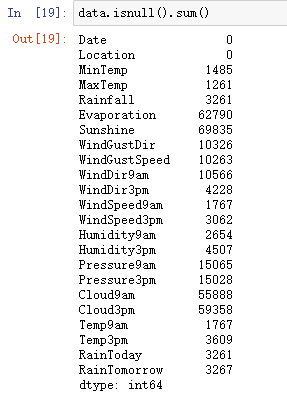 In [19]: data.isnull().sum()
Out[19]: Date 0
Location 0
MinTemp 1485
MaxTemp 1261
Rainfall 3261
Evaporation 62790
Sunshine 69835
WindGustDir 10326
WindGustSpeed 10263
WindDir9am 10566
WindDir3pm 4228
WindSpeed9am 1767
WindSpeed3pm 3062
Humidity9am 2654
Humidity3pm 4507
Pressure9am 15065
Pressure3pm 15028
Cloud9am 55888
Cloud3pm 59358
Temp9am 1767
Temp3pm 3609
RainToday 3261
RainTomorrow 3267
dtype: int64